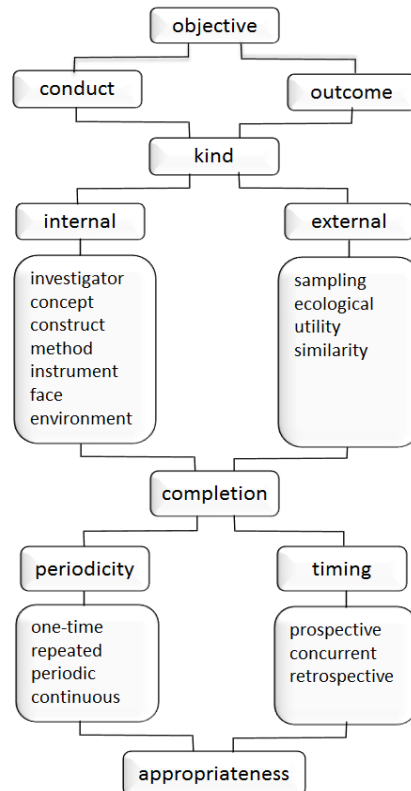 objective
conduct
outcome
kind
internal
external
investigator
concept
construct
method
instrument
face
environment
sampling
ecological
utility
similarity
completion
periodicity
timing
one-time
repeated
periodic
continuous
prospective
concurrent
retrospective
appropriateness